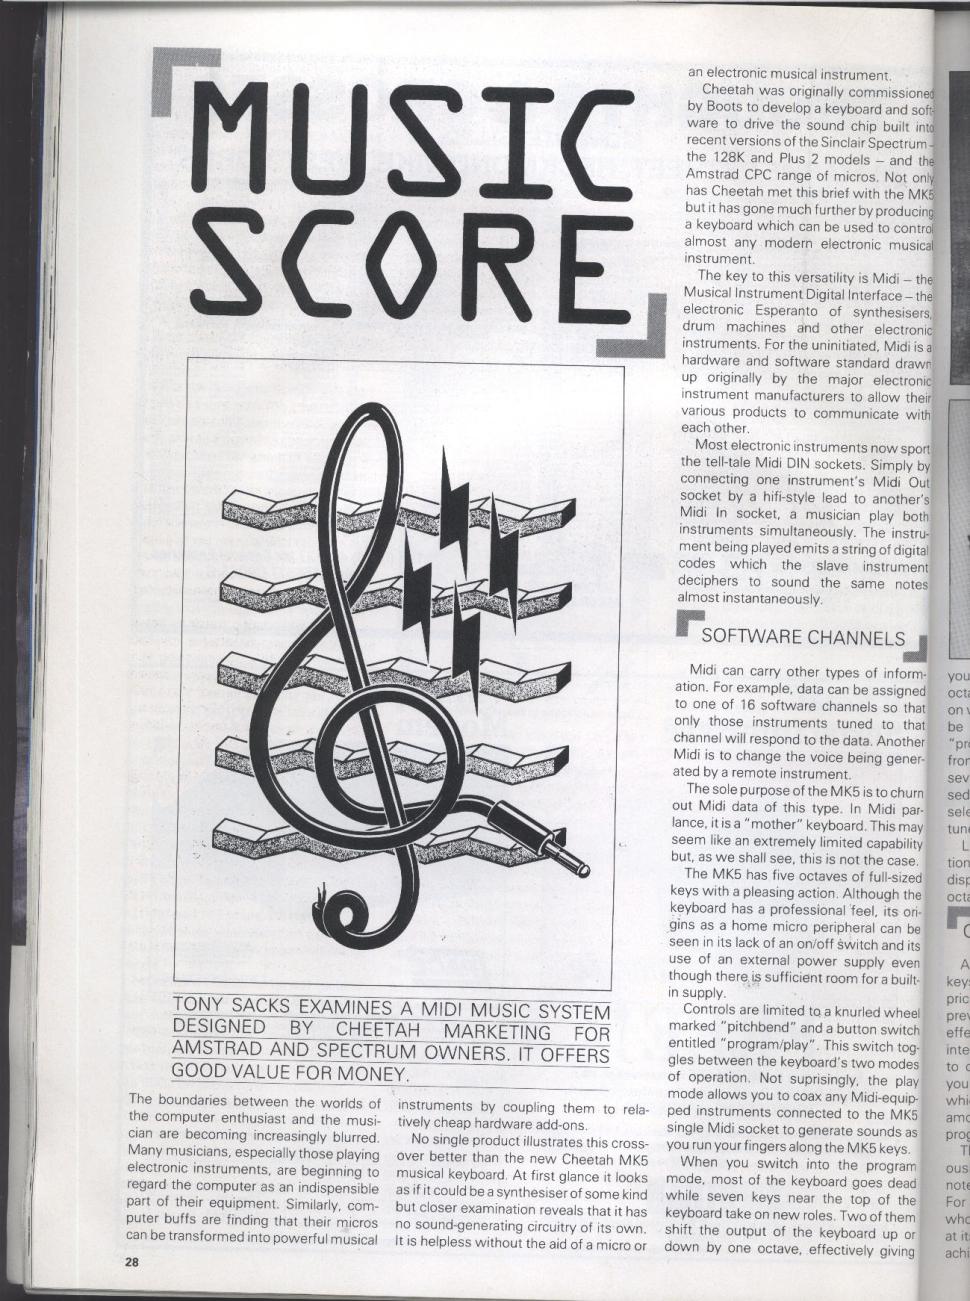 MUSIC
SCORE
TONY SACKS EXAMINES A MIDI MUSIC SYSTEM
DESIGNED BY CHEETAH MARKETING FOR
AMSTRAD AND SPECTRUM OWNERS. IT OFFERS
GOOD VALUE FOR MONEY.
The boundaries between the worlds of
the computer enthusiast and the musi-
cian are becoming increasingly blurred.
Many musicians, especially those playing
electronic instruments, are beginning to
regard the computer as an indispensible
part of their equipment. Similarly, com-
puter buffs are finding that their micros
can be transformed into powerful musical
instruments by coupling them to rela-
tively cheap hardware add-ons.
No single product illustrates this cross-
over better than the new Cheetah MK5
musical keyboard. At first glance it looks
as if it could be a synthesiser of some kind
but closer examination reveals that it has
no sound-generating circuitry of its own.
It is helpless without the aid of a micro or
an electronic musical instrument.
Cheetah was originally commissioned
by Boots to develop a keyboard and soft-
ware to drive the sound chip built into
recent versions of the Sinclair Spectrum –
the 128K and Plus 2 models – and the
Amstrad CPC range of micros. Not only
has Cheetah met this brief with the MK5
but it has gone much further by producing
a keyboard which can be used to control
almost any modern electronic musical
instrument.
The key to this versatility is Midi – the
Musical Instrument Digital Interface – the
electronic Esperanto of synthesisers,
drum machines and other electronic
instruments. For the uninitiated, Midi is a
hardware and software standard drawn
up originally by the major electronic
instrument manufacturers to allow their
various products to communicate with
each other.
Most electronic instruments now sport
the tell-tale Midi DIN sockets. Simply by
connecting one instrument's Midi Out
socket by a hifi-style lead to another's
Midi In socket, a musician play both
instruments simultaneously. The instru-
ment being played emits a string of digital
codes which the slave instrument
deciphers to sound the same notes
almost instantaneously.
SOFTWARE CHANNELS
Midi can carry other types of inform-
ation. For example, data can be assigned
to one of 16 software channels so that
only those instruments tuned to that
channel will respond to the data. Another
Midi is to change the voice being gener-
ated by a remote instrument.
The sole purpose of the MK5 is to churn
out Midi data of this type. In Midi par-
lance, it is a "mother" keyboard. This may
seem like an extremely limited capability
but, as we shall see, this is not the case.
The MK5 has five octaves of full-sized
keys with a pleasing action. Although the
keyboard has a professional feel, its ori-
gins as a home micro peripheral can be
seen in its lack of an on/off switch and its
use of an external power supply even
though there is sufficient room for a built-
in supply.
Controls are limited to a knurled wheel
marked "pitchbend" and a button switch
entitled "program/play". This switch tog-
gles between the keyboard's two modes
of operation. Not suprisingly, the play
mode allows you to coax any Midi-equip-
ped instruments connected to the MK5
single Midi socket to generate sounds as
you run your fingers along the MK5 keys.
When you switch into the program
mode, most of the keyboard goes dead
while seven keys near the top of the
keyboard take on new roles. Two of them
shift the output of the keyboard up or
down by one octave, effectively giving
28